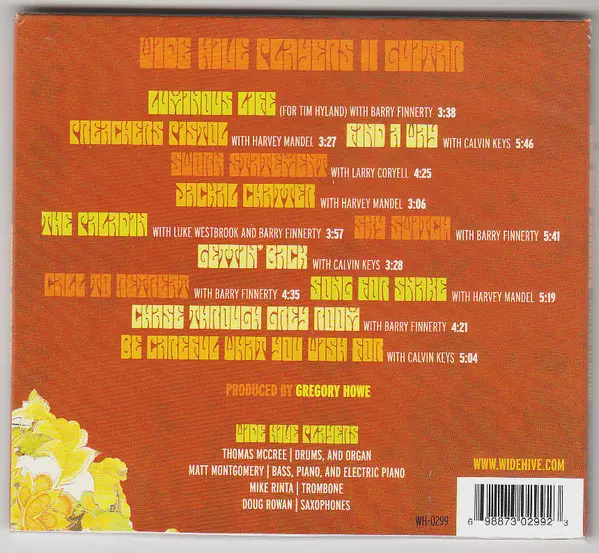 WIDE HIVE PLAYERS II GUITAR
LUMINOUS LIFE (FOR TIM HYLAND) WITH BARRY FINNERTY 3:38
PREACHERS PISTOL WITH HARVEY MANDEL 3:27 FIND A WAY WITH CALVIN KEYS 5:46
SWORN STATEMENT WITH LARRY CORYELL 4:25
JACKAL CHATTER WITH HARVEY MANDEL 3:06
THE PALADIN WITH LUKE WESTBROOK AND BARRY FINNERTY 3:57 SKY SWITCH WITH BARRY FINNERTY 5:41
GETTIN' BACK WITH CALVIN KEYS 3:28
CALL TO RETREAT WITH BARRY FINNERTY 4:35 SONG FOR SNAKE WITH HARVEY MANDEL 5:19
CHASE THROUGH GREY ROOM WITH BARRY FINNERTY 4:21
BE CAREFUL WHAT YOU WISH FOR WITH CALVIN KEYS 5:04
PRODUCED BY GREGORY HOWE
WIDE HIVE PLAYERS
THOMAS MCCREE | DRUMS, AND ORGAN
MATT MONTGOMERY | BASS, PIANO, AND ELECTRIC PIANO
MIKE RINTA | TROMBONE
DOUG ROWAN | SAXOPHONES
WWW.WIDEHIVE.COM
WH-0299
6 98873 02992 3